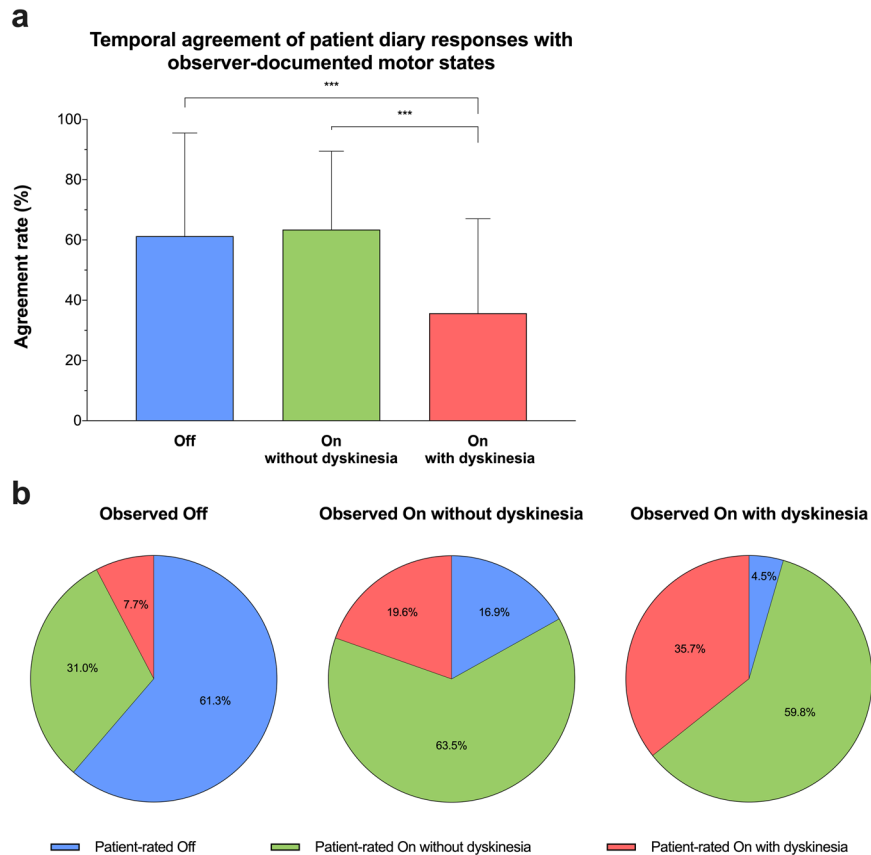 a
Temporal agreement of patient diary responses with
observer-documented motor states
***
***
Agreement rate (%)
100
80
60
40
20
0
Off
On
without dyskinesia
On
with dyskinesia
b
Observed Off
Observed On without dyskinesia
Observed On with dyskinesia
7.7%
31.0%
61.3%
19.6%
16.9%
63.5%
4.5%
35.7%
59.8%
Patient-rated Off
Patient-rated On without dyskinesia
Patient-rated On with dyskinesia